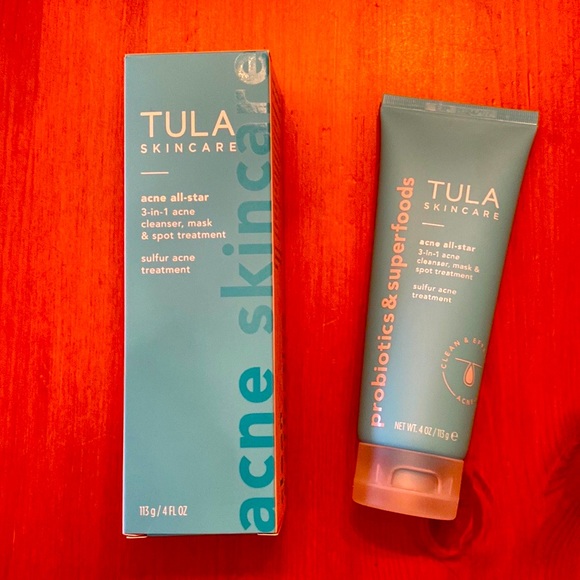 TULA
SKINCARE
acne all-star
3-in-1 acne
cleanser, mask
& spot treatment
sulfur acne
treatment
acne skincare
113 g / 4 FL OZ
TULA
SKINCARE
acne all-star
3-in-1 acne
cleanser, mask &
spot treatment
sulfur acne
treatment
probiotics & superfoods
CLEAN &
ACNE
NET WT. 4 OZ / 113 g ℮